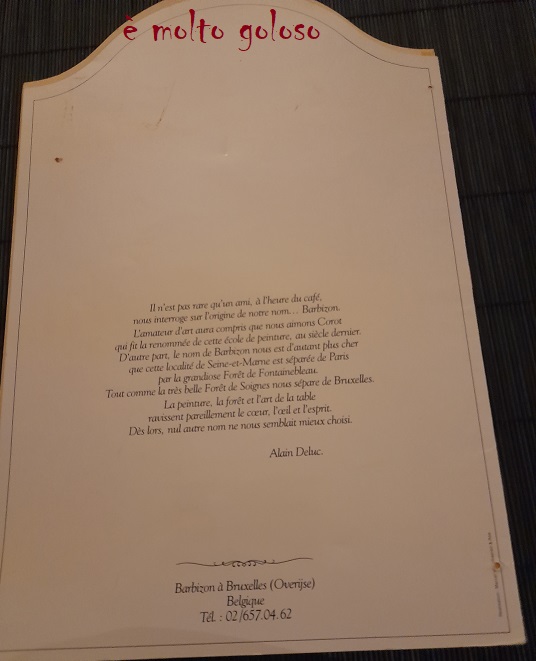 è molto goloso
Il n'est pas rare qu'un ami, à l'heure du café,
nous interroge sur l'origine de notre nom... Barbizon.
L'amateur d'art aura compris que nous aimons Corot
qui fit la renommée de cette école de peinture, au siècle dernier.
D'autre part, le nom de Barbizon nous est d'autant plus cher
que cette localité de Seine-et-Marne est séparée de Paris
par la grandiose Forêt de Fontainebleau.
Tout comme la très belle Forêt de Soignes nous sépare de Bruxelles.
La peinture, la forêt et l'art de la table
ravissent pareillement le cœur, l'œil et l'esprit.
Dès lors, nul autre nom ne nous semblait mieux choisi.
Alain Deluc.
Barbizon à Bruxelles (Overijse)
Belgique
Tél. : 02/657.04.62